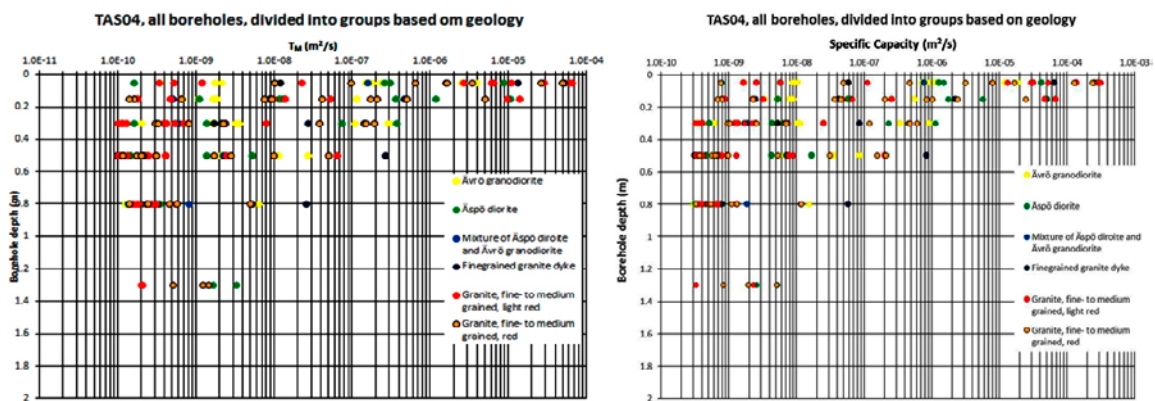 TAS04, all boreholes, divided into groups based om geology
T_M (m²/s)
1.0E-11 1.0E-10 1.0E-09 1.0E-08 1.0E-07 1.0E-06 1.0E-05 1.0E-04
0
0.2
0.4
0.6
0.8
1
1.2
1.4
1.6
1.8
2
Borehole depth (m)
Ävrö granodiorite
Äspö diorite
Mixture of Äspö diroite
and Ävrö granodiorite
Finegrained granite dyke
Granite, fine- to medium
grained, light red
Granite, fine- to medium
grained, red
TAS04, all boreholes, divided into groups based on geology
Specific Capacity (m²/s)
1.0E-10 1.0E-09 1.0E-08 1.0E-07 1.0E-06 1.0E-05 1.0E-04 1.0E-03
0
0.2
0.4
0.6
0.8
1
1.2
1.4
1.6
1.8
2
Borehole depth (m)
Ävrö granodiorite
Äspö diorite
Mixture of Äspö diroite and
Ävrö granodiorite
Finegrained granite dyke
Granite, fine- to medium
grained, light red
Granite, fine- to medium
grained, red